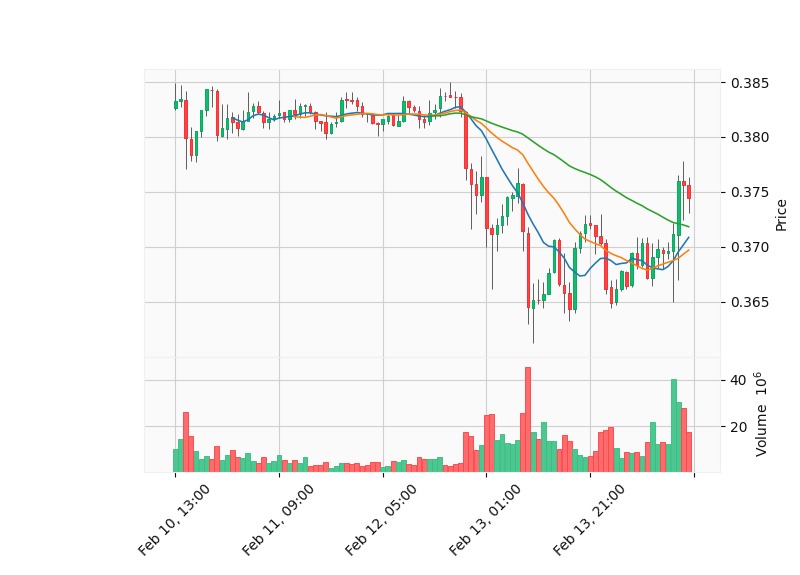 0.385
0.380
0.375
0.370
0.365
Price
40
20
Volume 10^6
Feb 10, 13:00
Feb 11, 09:00
Feb 12, 05:00
Feb 13, 01:00
Feb 13, 21:00